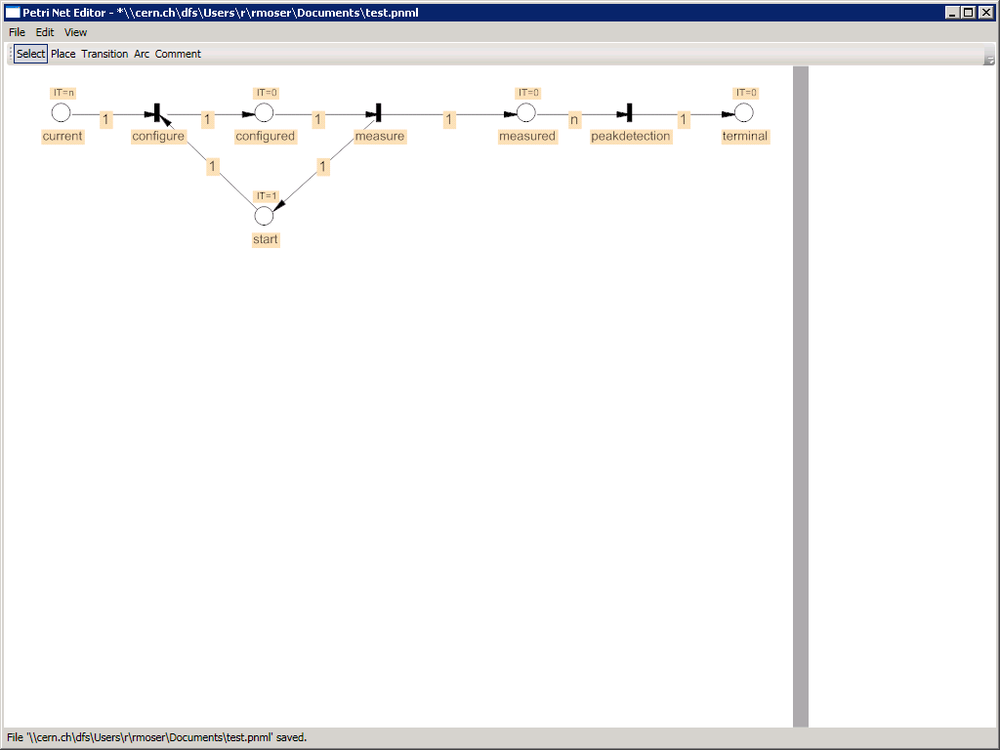 Petri Net Editor - *\\cern.ch\dfs\Users\r\rmoser\Documents\test.pnml
File Edit View
Select Place Transition Arc Comment
IT=n IT=0 IT=0 IT=0
1 1 1 1 n 1
current configure configured measure measured peakdetection terminal
1 1
IT=1
start
File '\\cern.ch\dfs\Users\r\rmoser\Documents\test.pnml' saved.